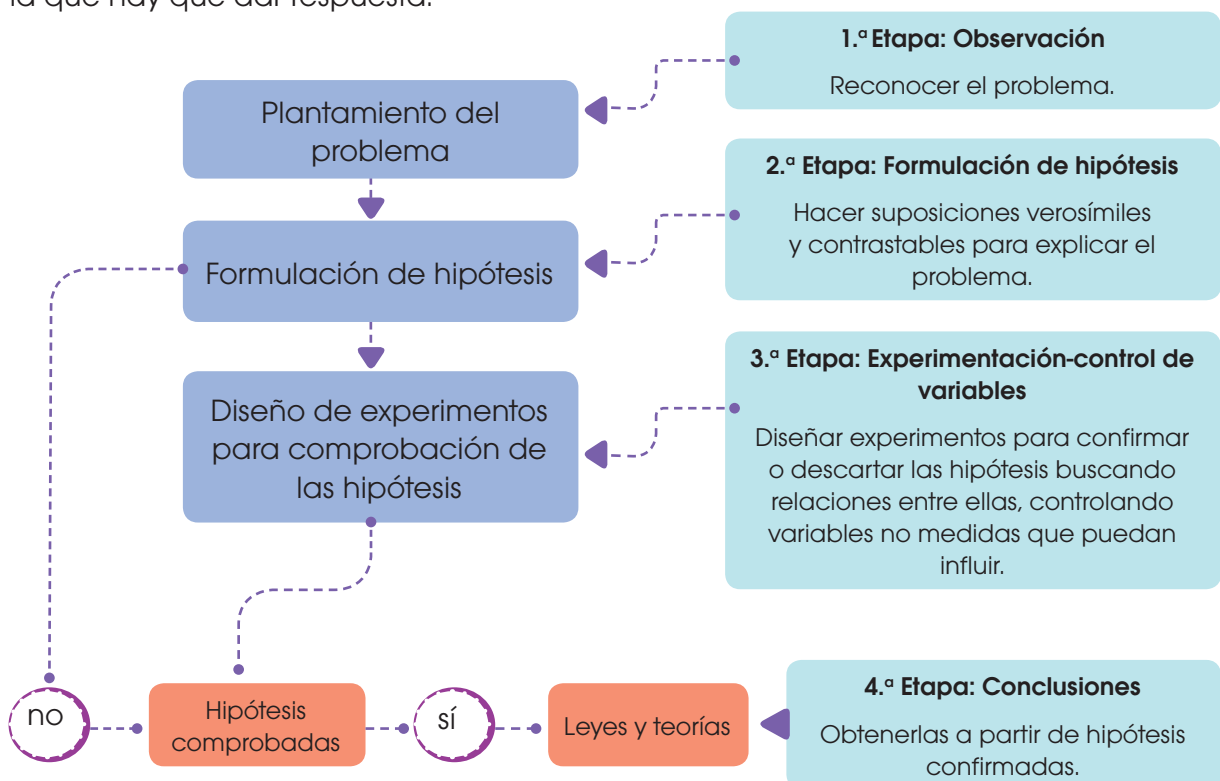 la que hay que dar respuesta.
1.ª Etapa: Observación
Reconocer el problema.
Plantamiento del
problema
2.ª Etapa: Formulación de hipótesis
Hacer suposiciones verosímiles
y contrastables para explicar el
problema.
Formulación de hipótesis
3.ª Etapa: Experimentación-control de
variables
Diseñar experimentos para confirmar
o descartar las hipótesis buscando
relaciones entre ellas, controlando
variables no medidas que puedan
influir.
Diseño de experimentos
para comprobación de
las hipótesis
no
Hipótesis
comprobadas
sí
Leyes y teorías
4.ª Etapa: Conclusiones
Obtenerlas a partir de hipótesis
confirmadas.